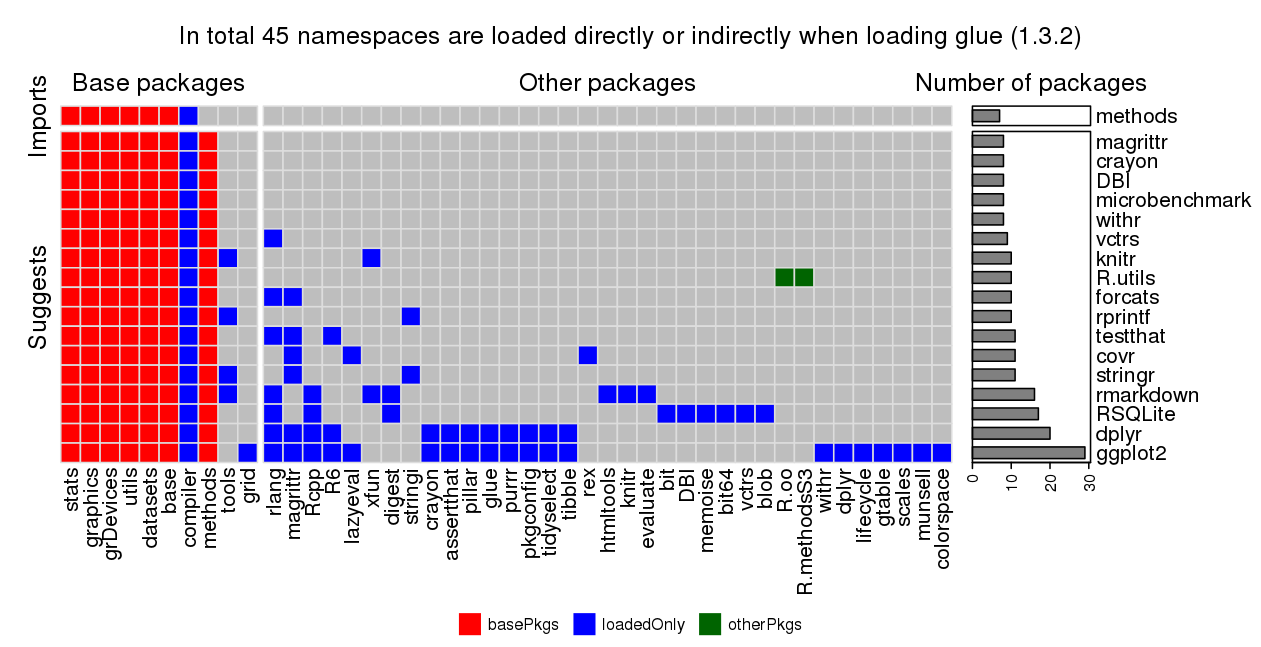 In total 45 namespaces are loaded directly or indirectly when loading glue (1.3.2)
Base packages
Other packages
Number of packages
Imports
Suggests
methods
magrittr
crayon
DBI
microbenchmark
withr
vctrs
knitr
R.utils
forcats
rprintf
testthat
covr
stringr
rmarkdown
RSQLite
dplyr
ggplot2
0
10
20
30
stats
graphics
grDevices
utils
datasets
base
compiler
methods
tools
grid
rlang
magrittr
Rcpp
R6
lazyeval
xfun
digest
stringi
crayon
assertthat
pillar
glue
purrr
pkgconfig
tidyselect
tibble
rex
htmltools
knitr
evaluate
bit
DBI
memoise
bit64
vctrs
blob
R.oo
R.methodsS3
withr
dplyr
lifecycle
gtable
scales
munsell
colorspace
basePkgs
loadedOnly
otherPkgs